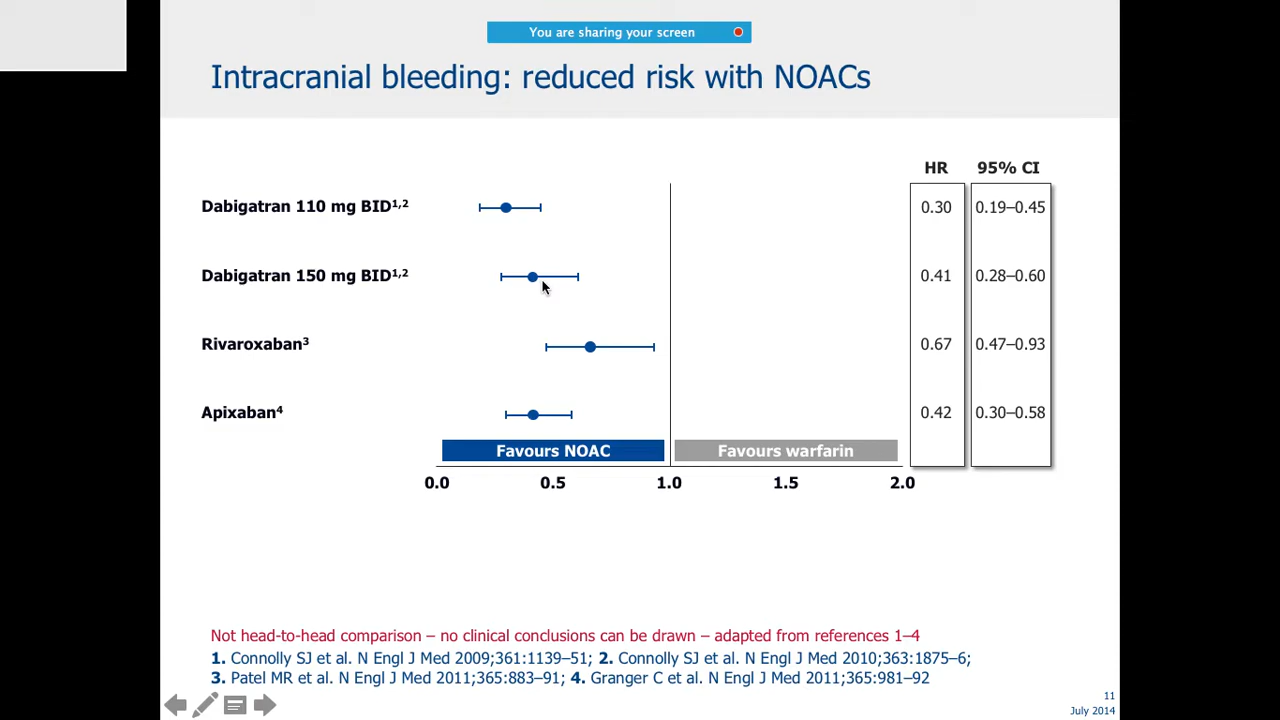 You are sharing your screen
Intracranial bleeding: reduced risk with NOACs
HR 95% CI
Dabigatran 110 mg BID¹,² 0.30 0.19–0.45
Dabigatran 150 mg BID¹,² 0.41 0.28–0.60
Rivaroxaban³ 0.67 0.47–0.93
Apixaban⁴ 0.42 0.30–0.58
Favours NOAC Favours warfarin
0.0 0.5 1.0 1.5 2.0
Not head-to-head comparison – no clinical conclusions can be drawn – adapted from references 1–4
1. Connolly SJ et al. N Engl J Med 2009;361:1139–51; 2. Connolly SJ et al. N Engl J Med 2010;363:1875–6;
3. Patel MR et al. N Engl J Med 2011;365:883–91; 4. Granger C et al. N Engl J Med 2011;365:981–92
11
July 2014